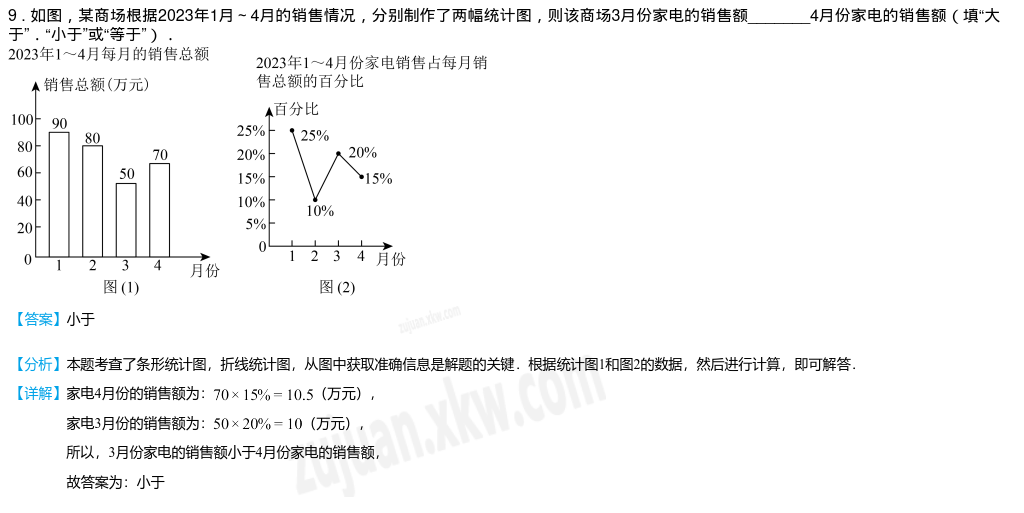 9．如图，某商场根据2023年1月～4月的销售情况，分别制作了两幅统计图，则该商场3月份家电的销售额________4月份家电的销售额（填“大
于”．“小于”或“等于”）．
2023年1～4月每月的销售总额
2023年1～4月份家电销售占每月销
售总额的百分比
销售总额(万元)
100
80
60
40
20
0
90
80
50
70
1 2 3 4 月份
图 (1)
百分比
25%
20%
15%
10%
5%
0
25%
10%
20%
15%
1 2 3 4 月份
图 (2)
【答案】小于
【分析】本题考查了条形统计图，折线统计图，从图中获取准确信息是解题的关键．根据统计图1和图2的数据，然后进行计算，即可解答．
【详解】家电4月份的销售额为：70×15%=10.5（万元），
家电3月份的销售额为：50×20%=10（万元），
所以，3月份家电的销售额小于4月份家电的销售额，
故答案为：小于
zujuan.xkw.com
zujuan.xkw.com